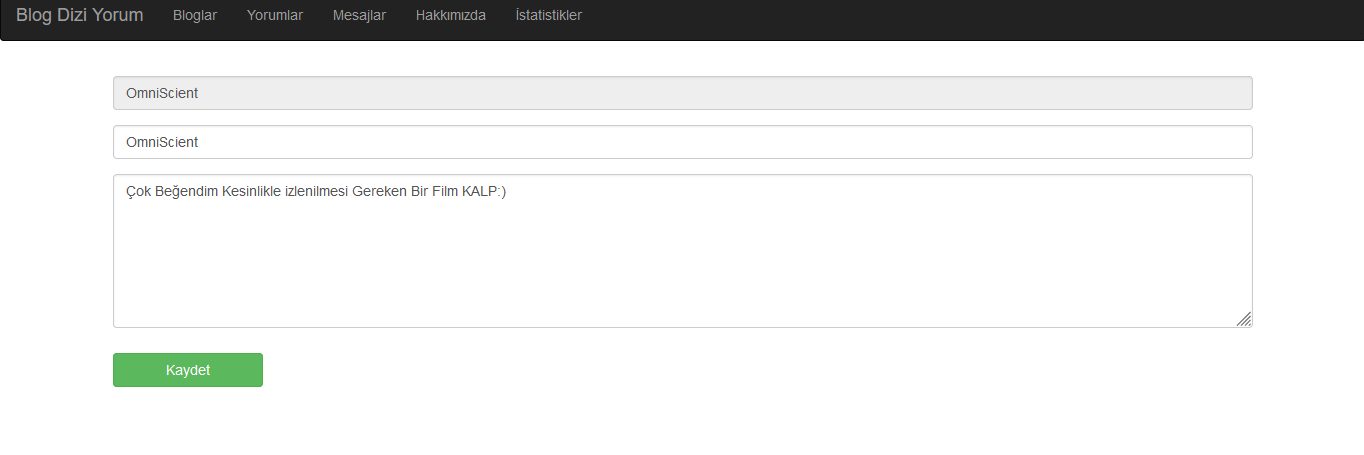 Blog Dizi Yorum Bloglar Yorumlar Mesajlar Hakkımızda İstatistikler
OmniScient
OmniScient
Çok Beğendim Kesinlikle izlenilmesi Gereken Bir Film KALP:)
Kaydet